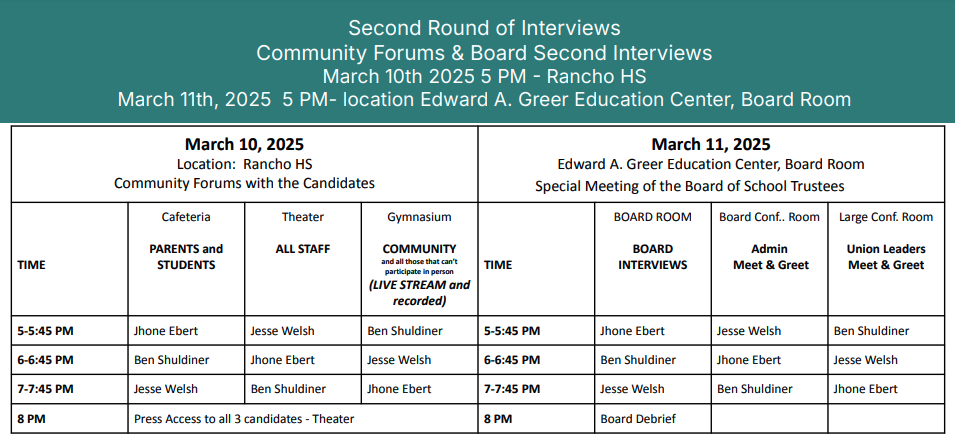 Second Round of Interviews
Community Forums & Board Second Interviews
March 10th 2025 5 PM - Rancho HS
March 11th, 2025  5 PM- location Edward A. Greer Education Center, Board Room
March 10, 2025
Location:  Rancho HS
Community Forums with the Candidates
March 11, 2025
Edward A. Greer Education Center, Board Room
Special Meeting of the Board of School Trustees
TIME
Cafeteria
PARENTS and
STUDENTS
Theater
ALL STAFF
Gymnasium
COMMUNITY
and all those that can't
participate in person
(LIVE STREAM and
recorded)
TIME
BOARD ROOM
BOARD
INTERVIEWS
Board Conf.. Room
Admin
Meet & Greet
Large Conf. Room
Union Leaders
Meet & Greet
5-5:45 PM Jhone Ebert Jesse Welsh Ben Shuldiner 5-5:45 PM Jhone Ebert Jesse Welsh Ben Shuldiner
6-6:45 PM Ben Shuldiner Jhone Ebert Jesse Welsh 6-6:45 PM Ben Shuldiner Jhone Ebert Jesse Welsh
7-7:45 PM Jesse Welsh Ben Shuldiner Jhone Ebert 7-7:45 PM Jesse Welsh Ben Shuldiner Jhone Ebert
8 PM Press Access to all 3 candidates - Theater 8 PM Board Debrief